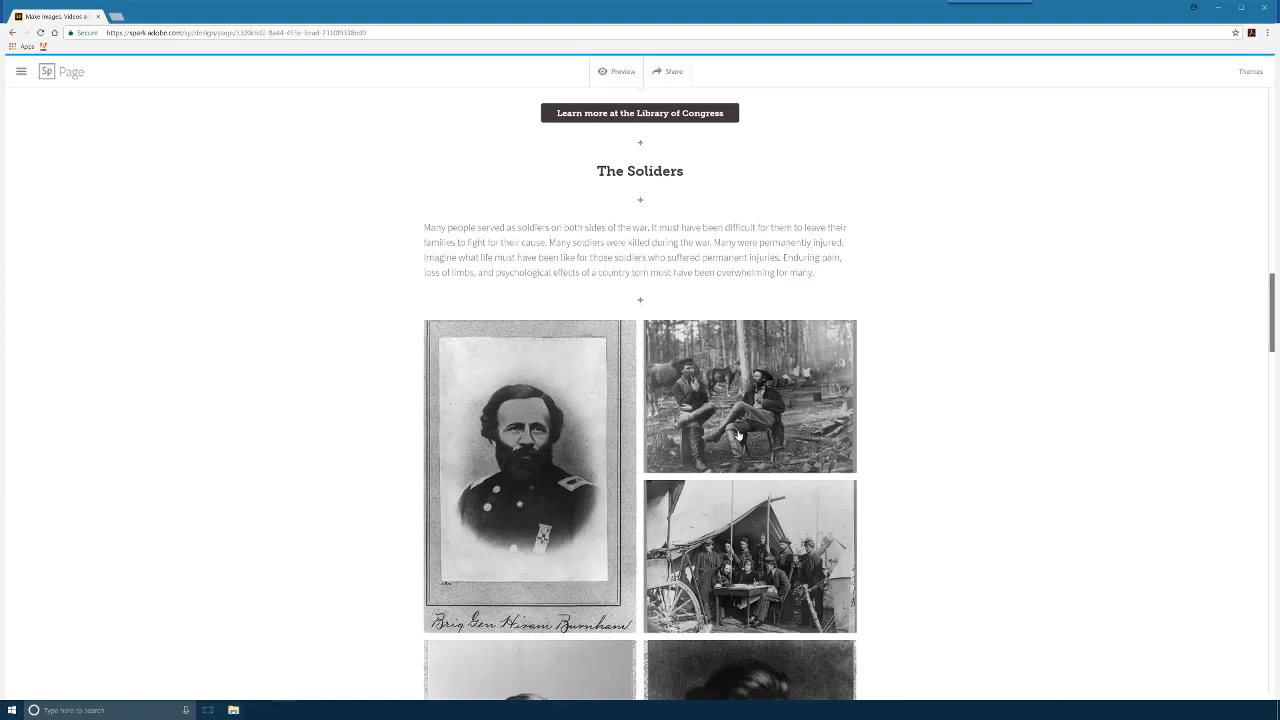 Make Images, Videos an
Secure
https://spark.adobe.com/sp/design/page/3320c6d2-8a44-455e-8ead-7110f9338ed0
Apps
Sp Page
Preview
Share
Themes
Learn more at the Library of Congress
The Soliders
Many people served as soldiers on both sides of the war. It must have been difficult for them to leave their
families to fight for their cause. Many soldiers were killed during the war. Many were permanently injured.
Imagine what life must have been like for those soldiers who suffered permanent injuries. Enduring pain,
loss of limbs, and psychological effects of a country torn must have been overwhelming for many.
Brig Gen Hiram Burnham
Type here to search